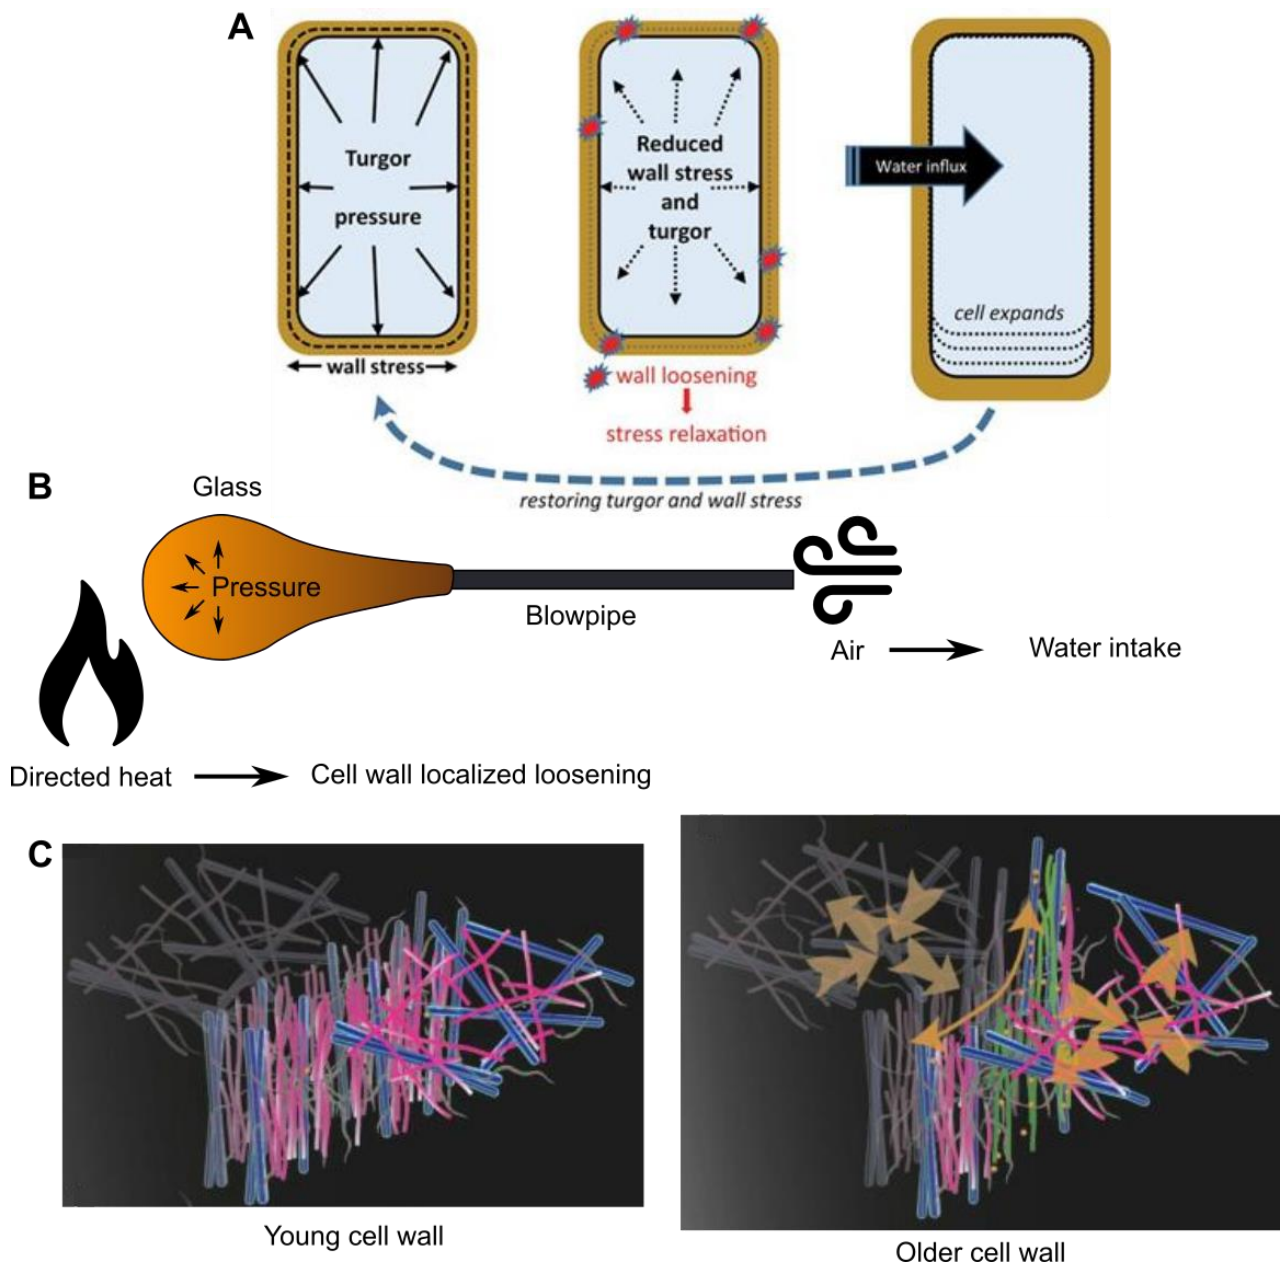 A
Turgor
pressure
wall stress
Reduced
wall stress
and
turgor
wall loosening
stress relaxation
Water influx
cell expands
restoring turgor and wall stress
B
Glass
Pressure
Blowpipe
Air
Water intake
Directed heat
Cell wall localized loosening
C
Young cell wall
Older cell wall